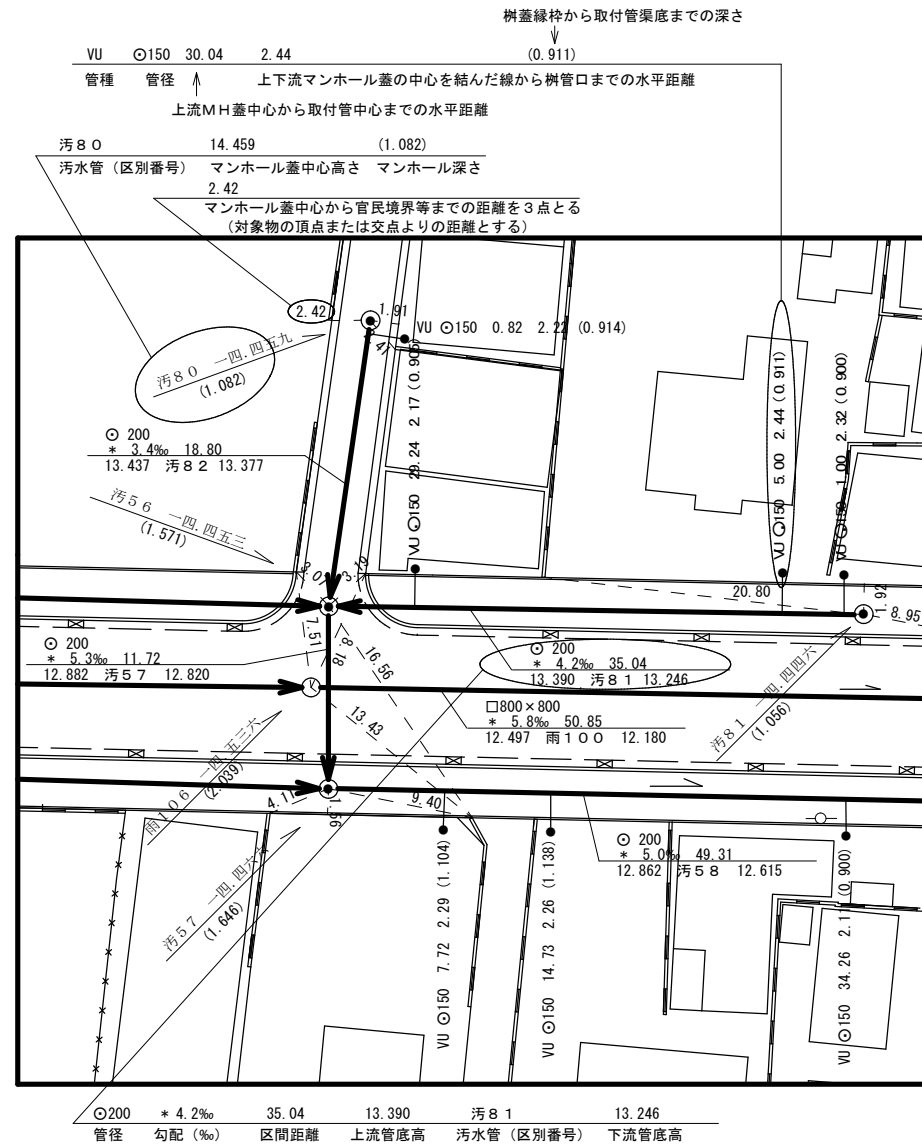 桝蓋縁枠から取付管渠底までの深さ
VU ⊙150 30.04 2.44 (0.911)
管種 管径 上下流マンホール蓋の中心を結んだ線から桝管口までの水平距離
上流ＭＨ蓋中心から取付管中心までの水平距離
汚８０ 14.459 (1.082)
汚水管（区別番号） マンホール蓋中心高さ マンホール深さ
2.42
マンホール蓋中心から官民境界等までの距離を３点とる
（対象物の頂点または交点よりの距離とする）
2.42
1.91
VU ⊙150 0.82 2.22 (0.914)
汚８０ 一四.四五九
(1.082)
VU ⊙150 29.24 2.17 (0.905)
VU ⊙150 5.00 2.44 (0.911)
VU ⊙150 1.00 2.32 (0.900)
⊙ 200
* 3.4‰ 18.80
13.437 汚８２ 13.377
汚５６ 一四.四五三
(1.571)
20.80
1.92
8.95
7.51
8.18
16.56
⊙ 200
* 5.3‰ 11.72
12.882 汚５７ 12.820
⊙ 200
* 4.2‰ 35.04
13.390 汚８１ 13.246
汚８１ 一四.四四六
(1.056)
□800×800
* 5.8‰ 50.85
12.497 雨１００ 12.180
13.43
雨１０６ 一四.五三六
(2.039)
4.17
1.56
9.40
⊙ 200
* 5.0‰ 49.31
12.862 汚５８ 12.615
汚５７ 一四.四六六
(1.646)
VU ⊙150 7.72 2.29 (1.104)
VU ⊙150 14.73 2.26 (1.138)
VU ⊙150 34.26 2.11 (0.900)
⊙200 * 4.2‰ 35.04 13.390 汚８１ 13.246
管径 勾配（‰） 区間距離 上流管底高 汚水管（区別番号） 下流管底高